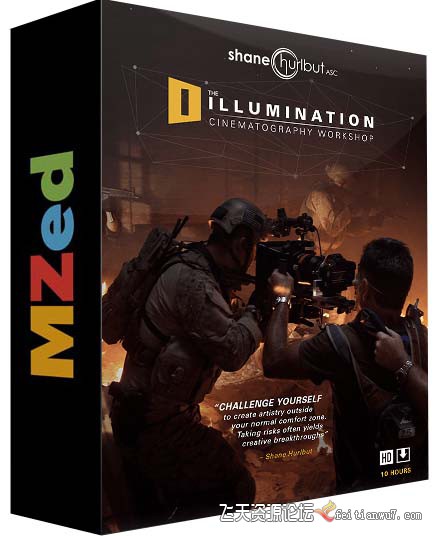 shane Hurlbut ASC
THE
ILLUMINATION
CINEMATOGRAPHY WORKSHOP
MZed
“CHALLENGE YOURSELF
to create artistry outside
your normal comfort zone.
Taking risks often yields
creative breakthroughs”
– Shane Hurlbut
HD
10 HOURS
飞天资源论坛 feitianwu7.com